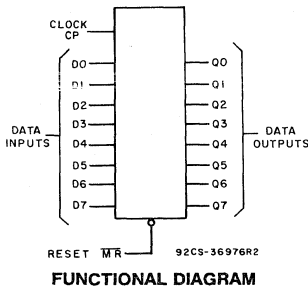 CLOCK
CP
D0 Q0
D1 Q1
D2 Q2
D3 Q3
DATA INPUTS D4 Q4 DATA OUTPUTS
D5 Q5
D6 Q6
D7 Q7
RESET M̅R̅ 92CS-36976R2
FUNCTIONAL DIAGRAM